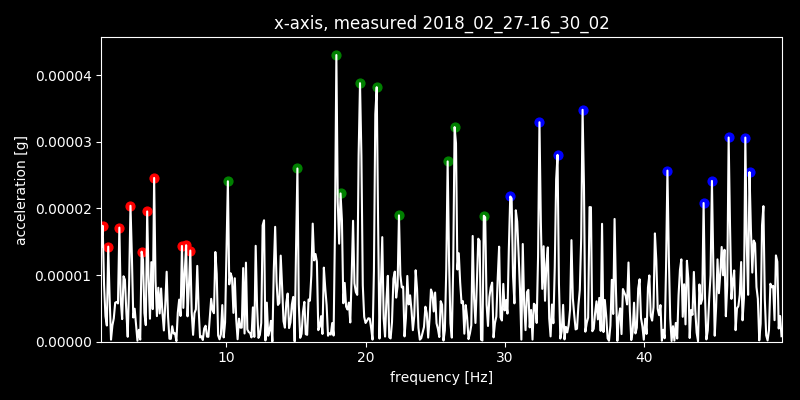 x-axis, measured 2018_02_27-16_30_02
0.00004
0.00003
0.00002
0.00001
0.00000
acceleration [g]
10 20 30 40
frequency [Hz]